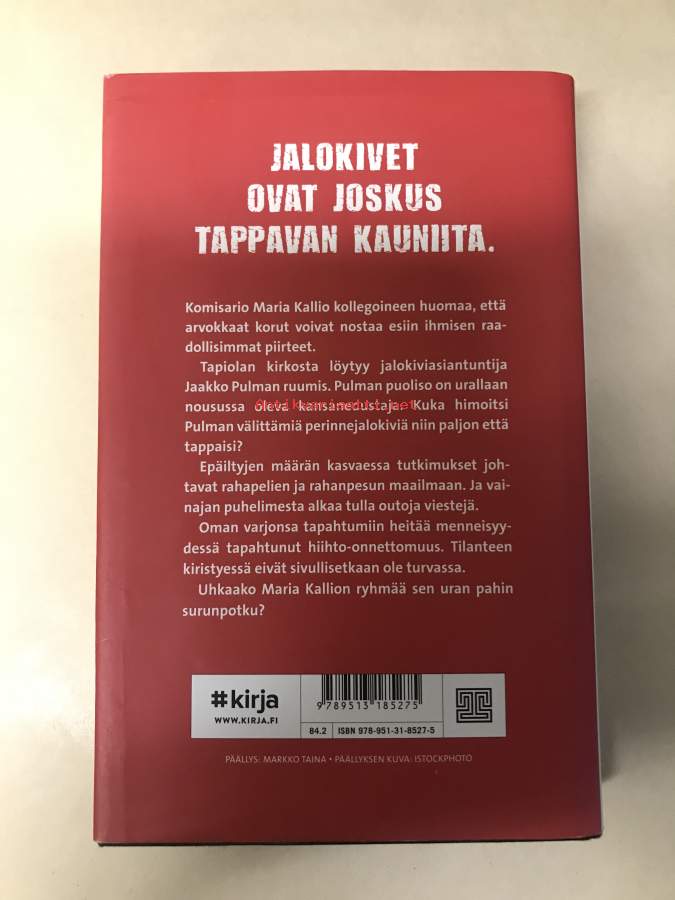 JALOKIVET
OVAT JOSKUS
TAPPAVAN KAUNIITA.
Komisario Maria Kallio kollegoineen huomaa, että
arvokkaat korut voivat nostaa esiin ihmisen raa-
dollisimmat piirteet.
Tapiolan kirkosta löytyy jalokiviasiantuntija
Jaakko Pulman ruumis. Pulman puoliso on urallaan
nousussa oleva kansanedustaja. Kuka himoitsi
Antikvariaatti.net
Pulman välittämiä perinnejalokiviä niin paljon että
tappaisi?
Epäiltyjen määrän kasvaessa tutkimukset joh-
tavat rahapelien ja rahanpesun maailmaan. Ja vai-
najan puhelimesta alkaa tulla outoja viestejä.
Oman varjonsa tapahtumiin heitää menneisyy-
dessä tapahtunut hiihto-onnettomuus. Tilanteen
kiristyessä eivät sivullisetkaan ole turvassa.
Uhkaako Maria Kallion ryhmää sen uran pahin
surunpotku?
#kirja
WWW.KIRJA.FI
9 789513 185275
84.2 ISBN 978-951-31-8527-5
PÄÄLLYS: MARKKO TAINA • PÄÄLLYKSEN KUVA: ISTOCKPHOTO